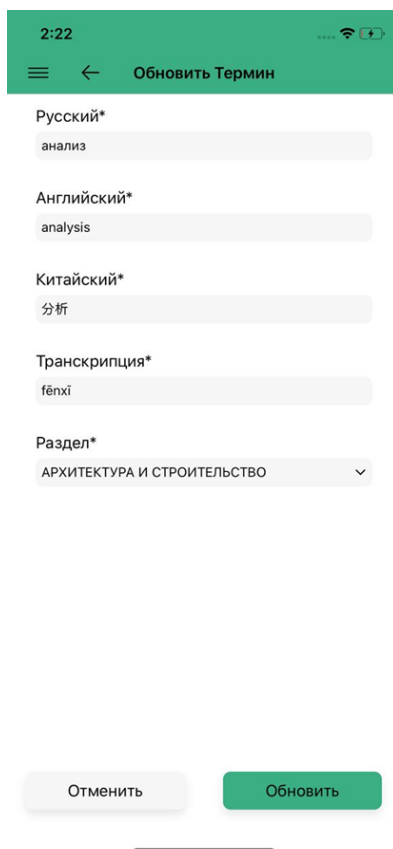 2:22
Обновить Термин
Русский*
анализ
Английский*
analysis
Китайский*
分析
Транскрипция*
fēnxī
Раздел*
АРХИТЕКТУРА И СТРОИТЕЛЬСТВО
Отменить Обновить